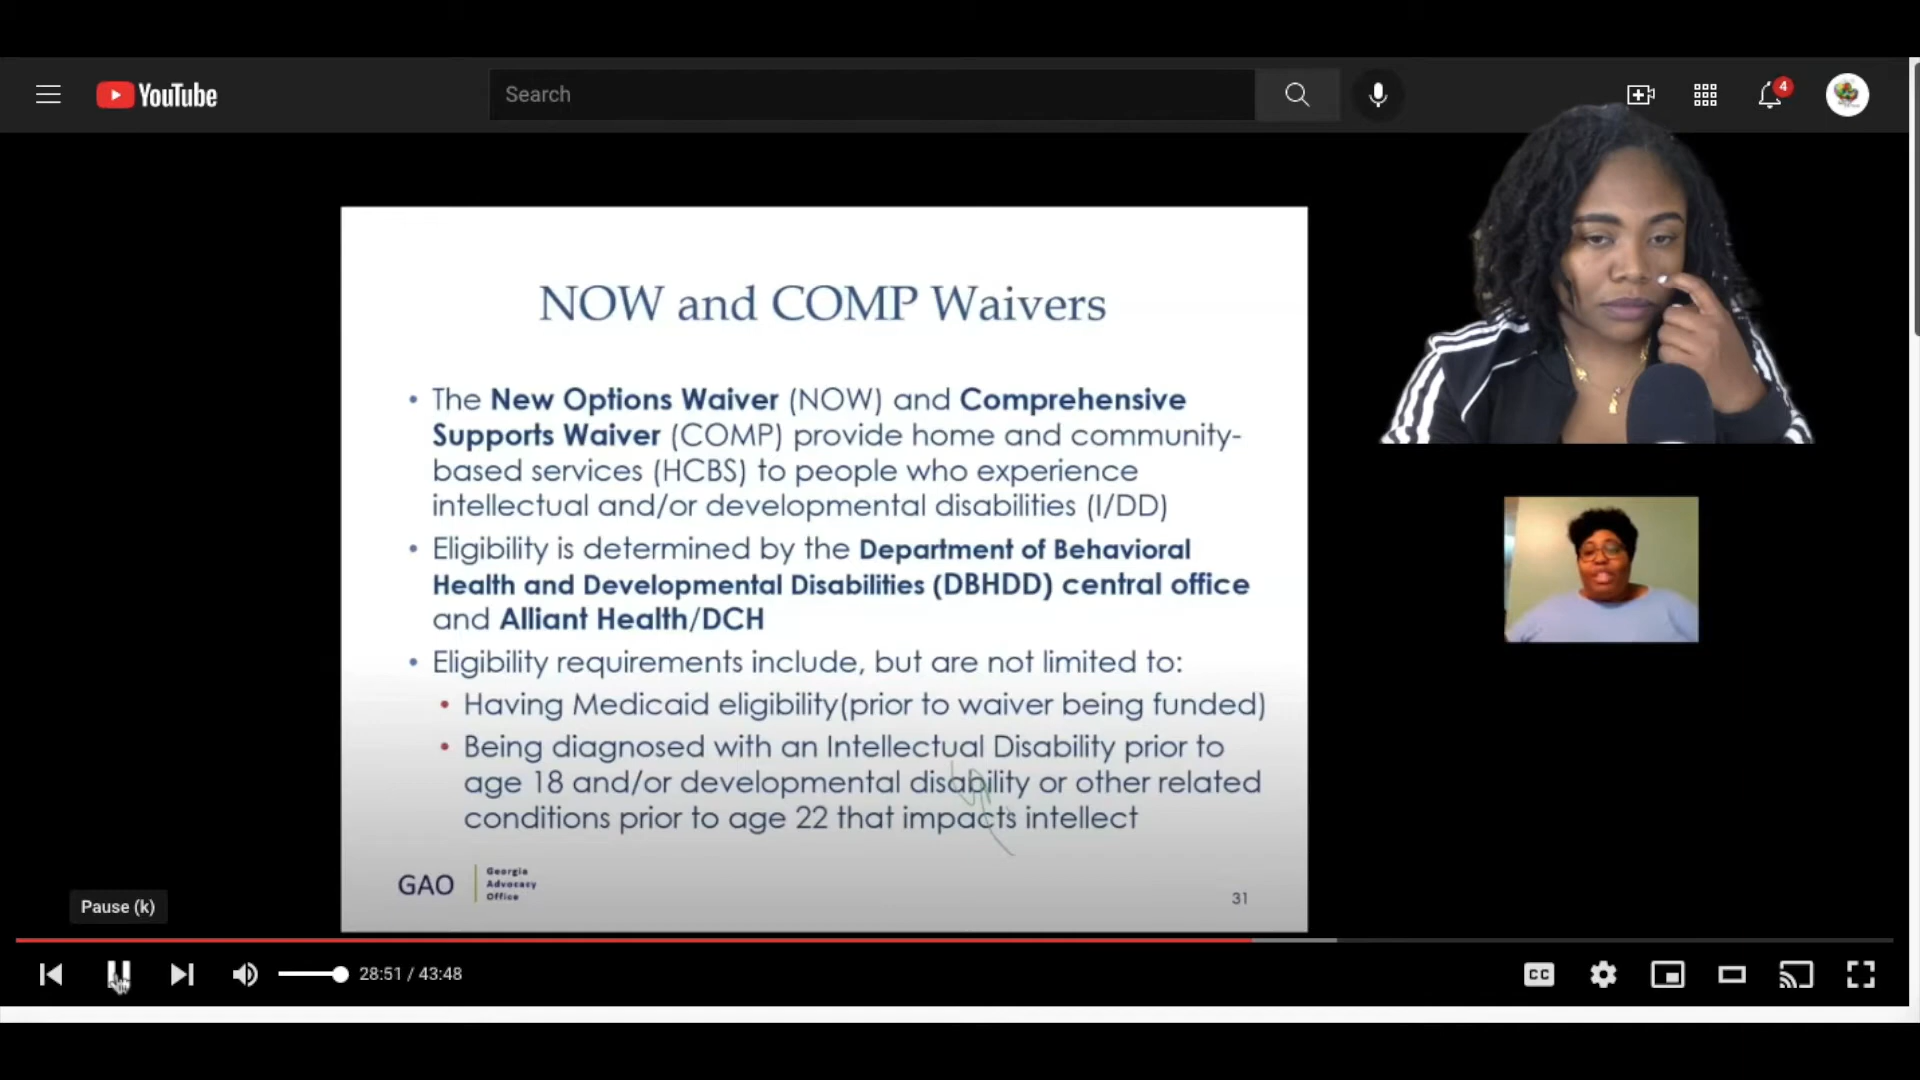 YouTube
Search
4
NOW and COMP Waivers
• The New Options Waiver (NOW) and Comprehensive
Supports Waiver (COMP) provide home and community-
based services (HCBS) to people who experience
intellectual and/or developmental disabilities (I/DD)
• Eligibility is determined by the Department of Behavioral
Health and Developmental Disabilities (DBHDD) central office
and Alliant Health/DCH
• Eligibility requirements include, but are not limited to:
• Having Medicaid eligibility(prior to waiver being funded)
• Being diagnosed with an Intellectual Disability prior to
age 18 and/or developmental disability or other related
conditions prior to age 22 that impacts intellect
GAO
Georgia
Advocacy
Office
31
Pause (k)
28:51 / 43:48
CC